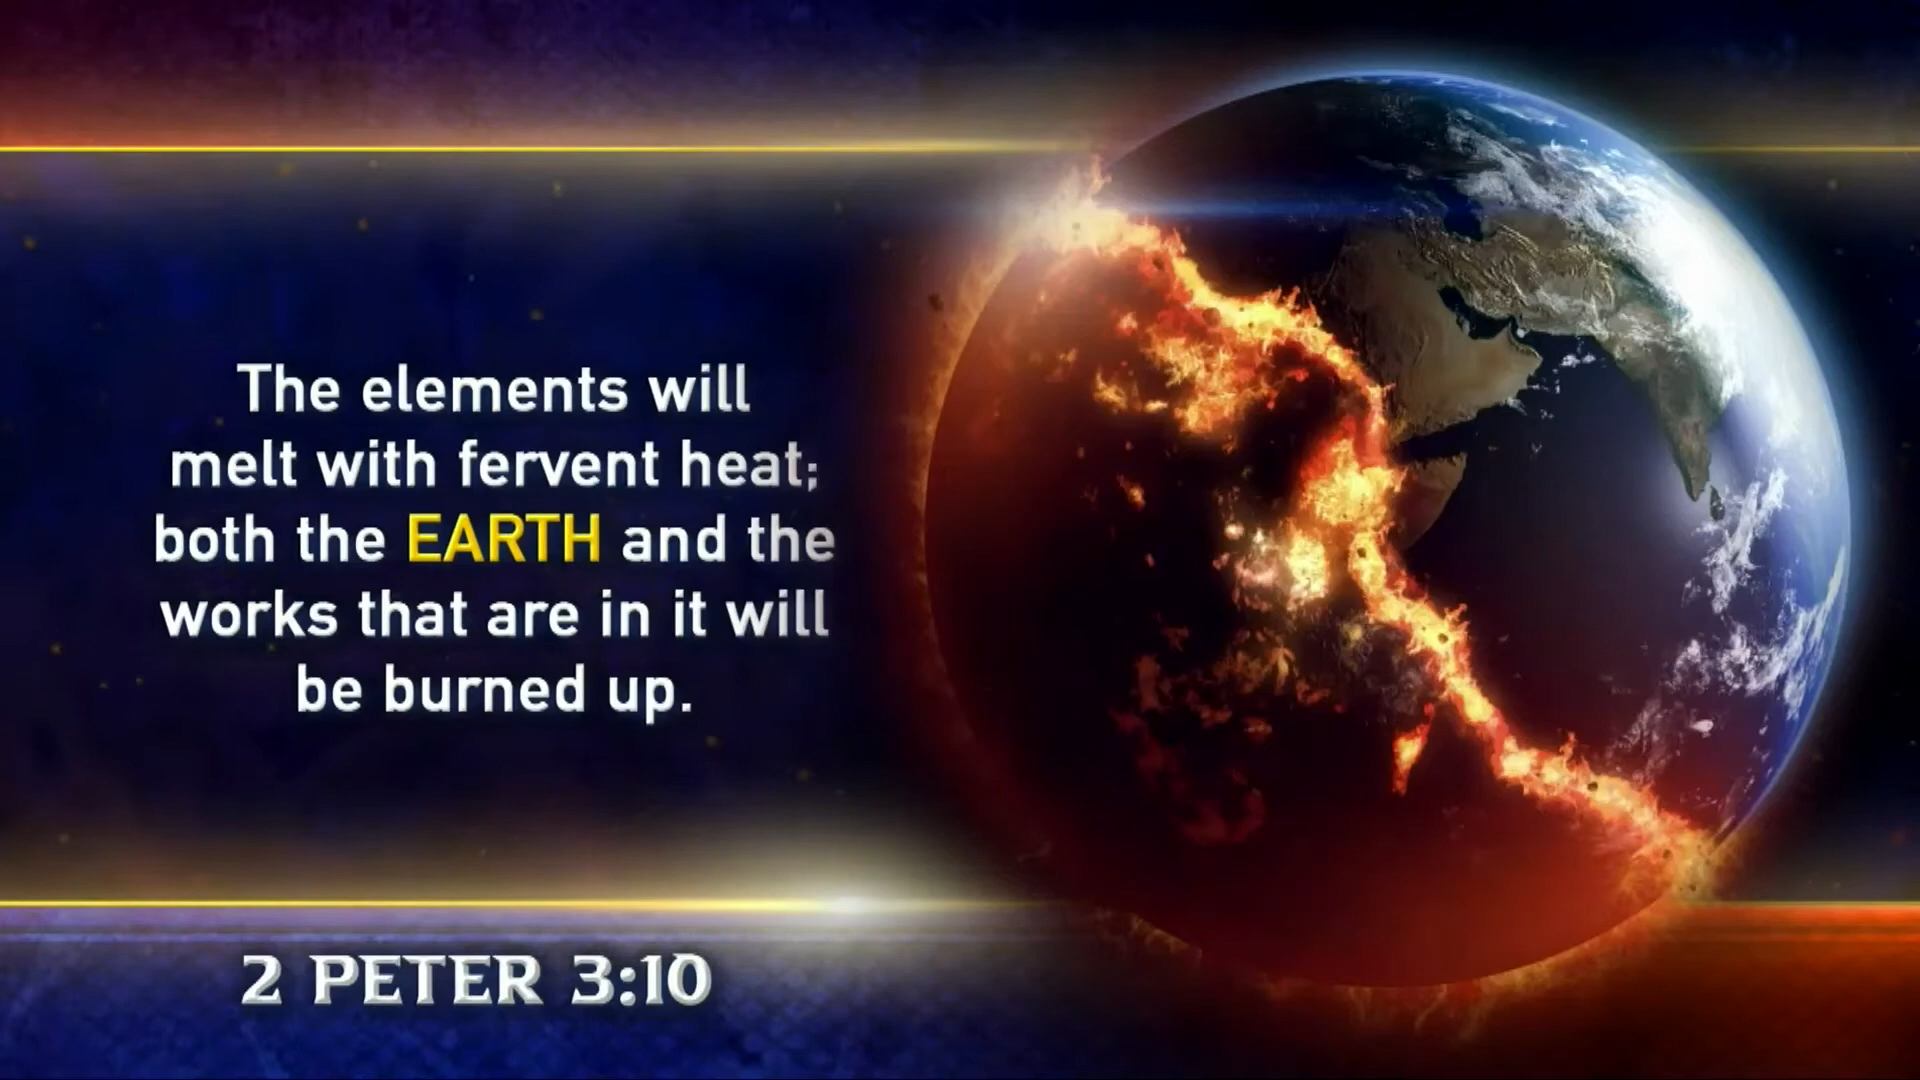 The elements will
melt with fervent heat;
both the EARTH and the
works that are in it will
be burned up.
2 PETER 3:10